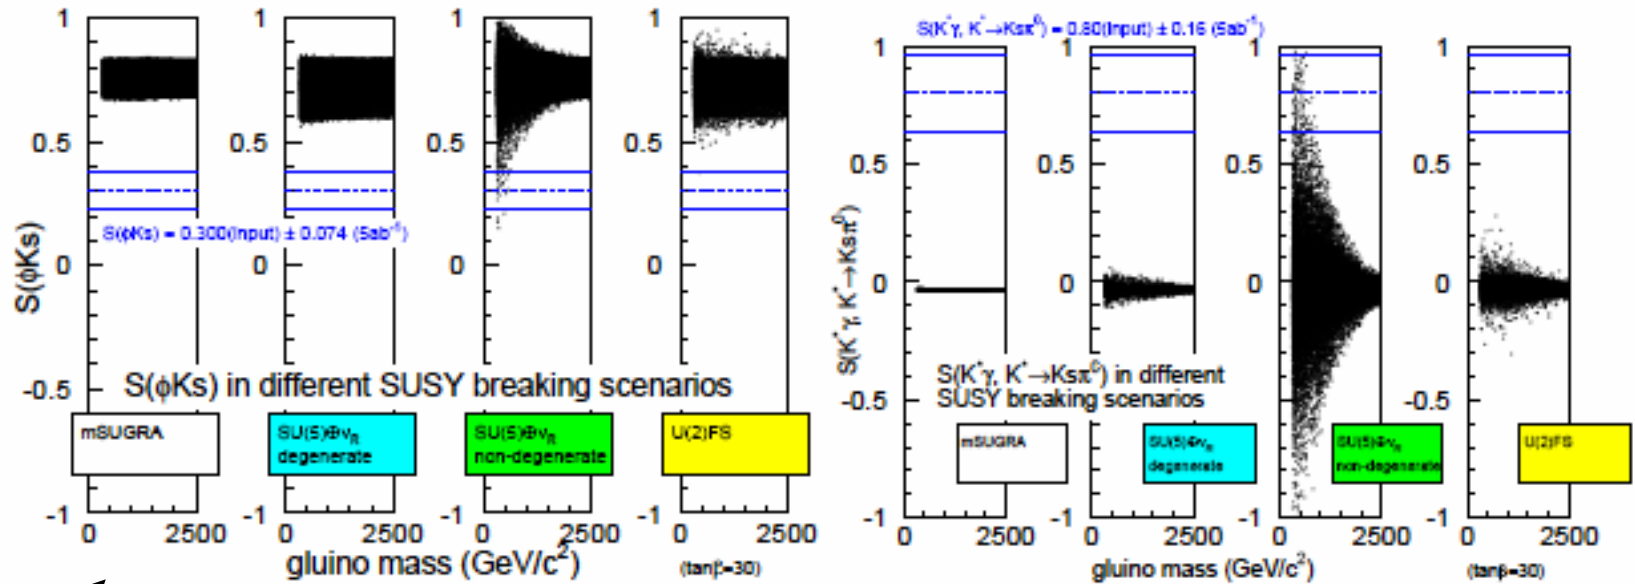 1
0.5
0
-0.5
-1
0
2500
1
0.5
0
-1
0
2500
1
0.5
0
-1
0
2500
1
0.5
0
-1
0
2500
S(ϕKs)
S(ϕKs) = 0.300(input) ± 0.074 (5ab⁻¹)
S(ϕKs) in different SUSY breaking scenarios
mSUGRA
SU(5)⊕νR
degenerate
SU(5)⊕νR
non-degenerate
U(2)FS
gluino mass (GeV/c²)
(tanβ=30)
S(K*γ, K*→Ksπ⁰) = 0.80(input) ± 0.16 (5ab⁻¹)
1
0.5
0
-0.5
-1
0
2500
1
0.5
0
-1
0
2500
1
0.5
0
-0.5
-1
0
2500
1
0.5
0
-0.5
-1
0
2500
S(K*γ, K*→Ksπ⁰)
S(K*γ, K*→Ksπ⁰) in different
SUSY breaking scenarios
mSUGRA
SU(5)⊕νR
degenerate
SU(5)⊕νR
non-degenerate
U(2)FS
gluino mass (GeV/c²)
(tanβ=30)